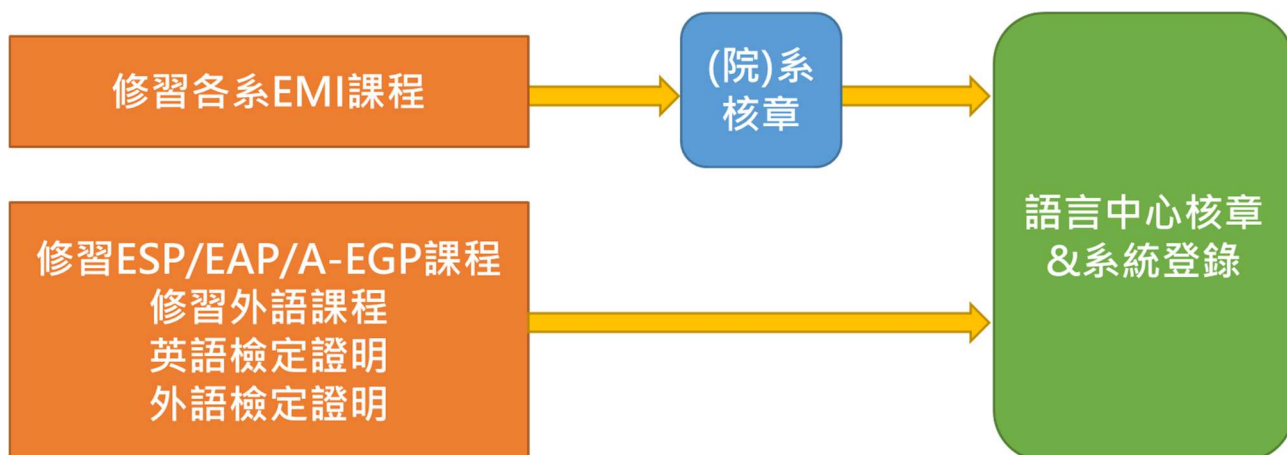 修習各系EMI課程
(院)系
核章
修習ESP/EAP/A-EGP課程
修習外語課程
英語檢定證明
外語檢定證明
語言中心核章
&系統登錄